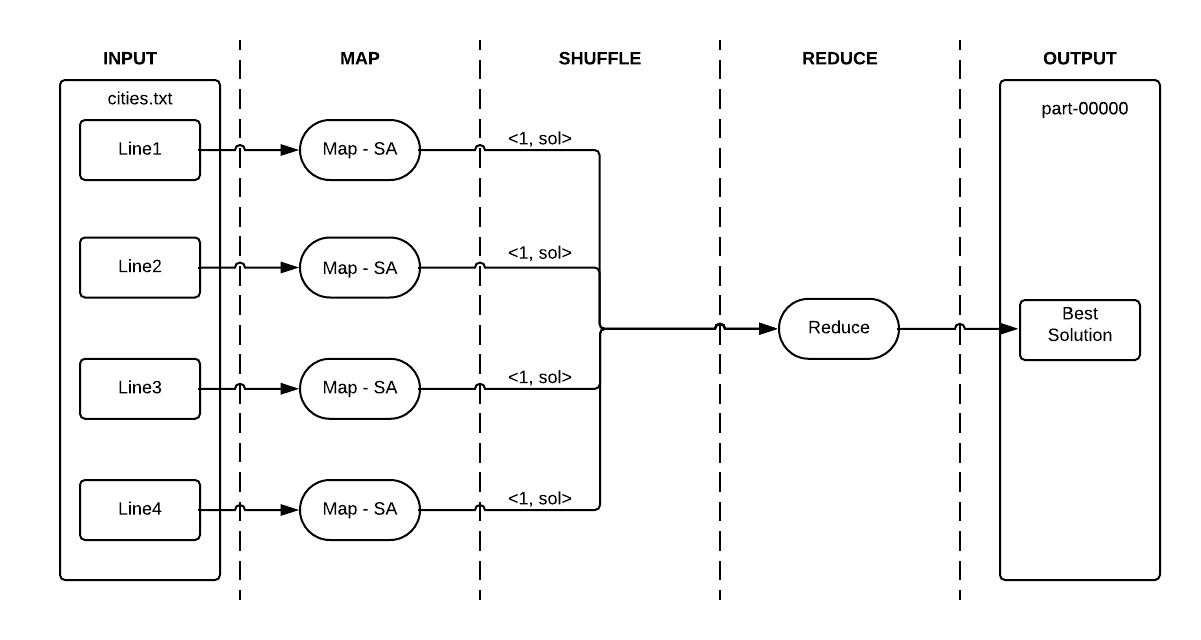 INPUT
MAP
SHUFFLE
REDUCE
OUTPUT
cities.txt
part-00000
Line1
Map - SA
<1, sol>
Line2
Map - SA
<1, sol>
Reduce
Best
Solution
Line3
Map - SA
<1, sol>
Line4
Map - SA
<1, sol>